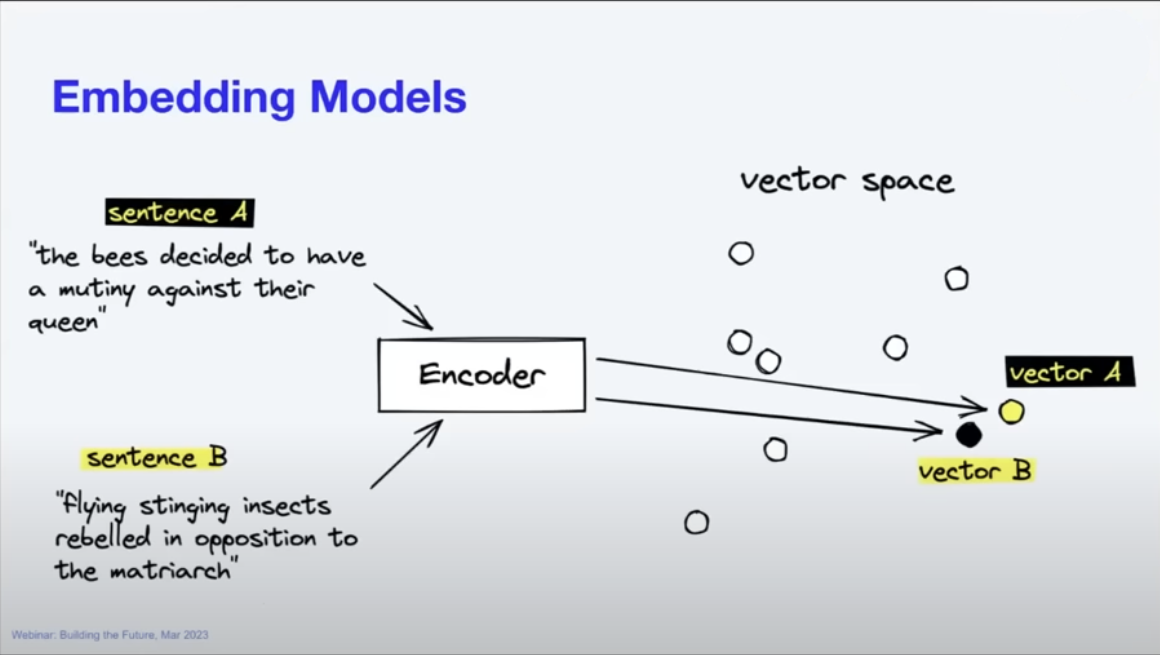 Embedding Models
vector space
sentence A
"the bees decided to have
a mutiny against their
queen"
Encoder
vector A
vector B
sentence B
"flying stinging insects
rebelled in opposition to
the matriarch"
Webinar: Building the Future, Mar 2023